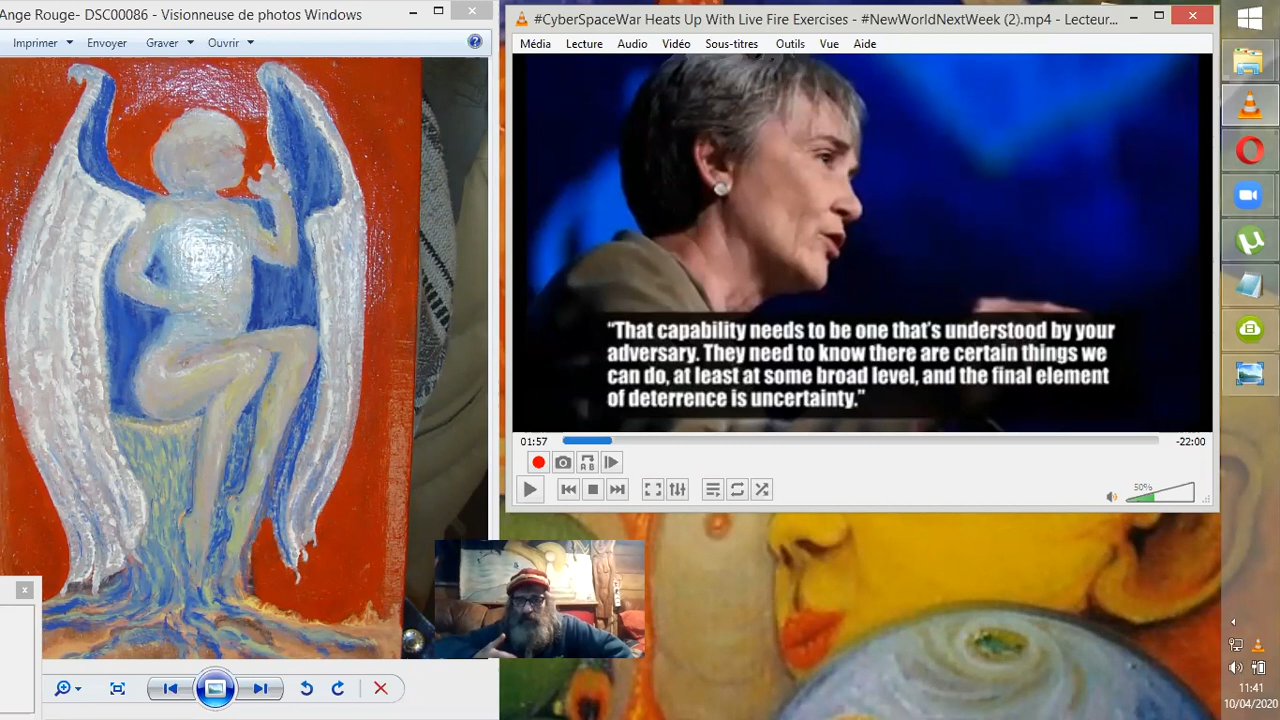 Ange Rouge- DSC00086 - Visionneuse de photos Windows
Imprimer Envoyer Graver Ouvrir
#CyberSpaceWar Heats Up With Live Fire Exercises - #NewWorldNextWeek (2).mp4 - Lecteur...
Média Lecture Audio Vidéo Sous-titres Outils Vue Aide
“That capability needs to be one that’s understood by your
adversary. They need to know there are certain things we
can do, at least at some broad level, and the final element
of deterrence is uncertainty.”
01:57
-22:00
A B
50%
11:41
10/04/2020